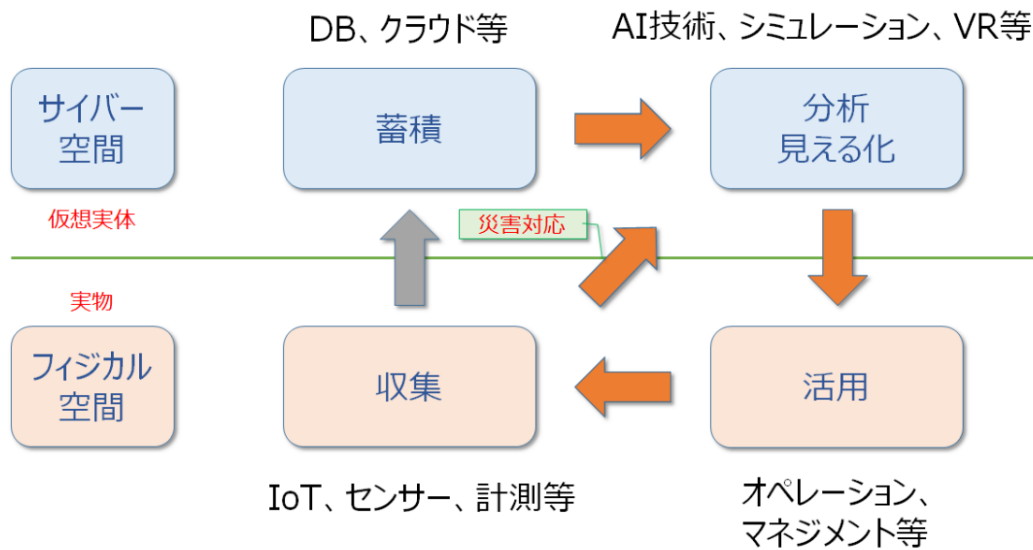 DB、クラウド等
AI技術、シミュレーション、VR等
サイバー
空間
蓄積
分析
見える化
仮想実体
災害対応
実物
フィジカル
空間
収集
活用
IoT、センサー、計測等
オペレーション、
マネジメント等